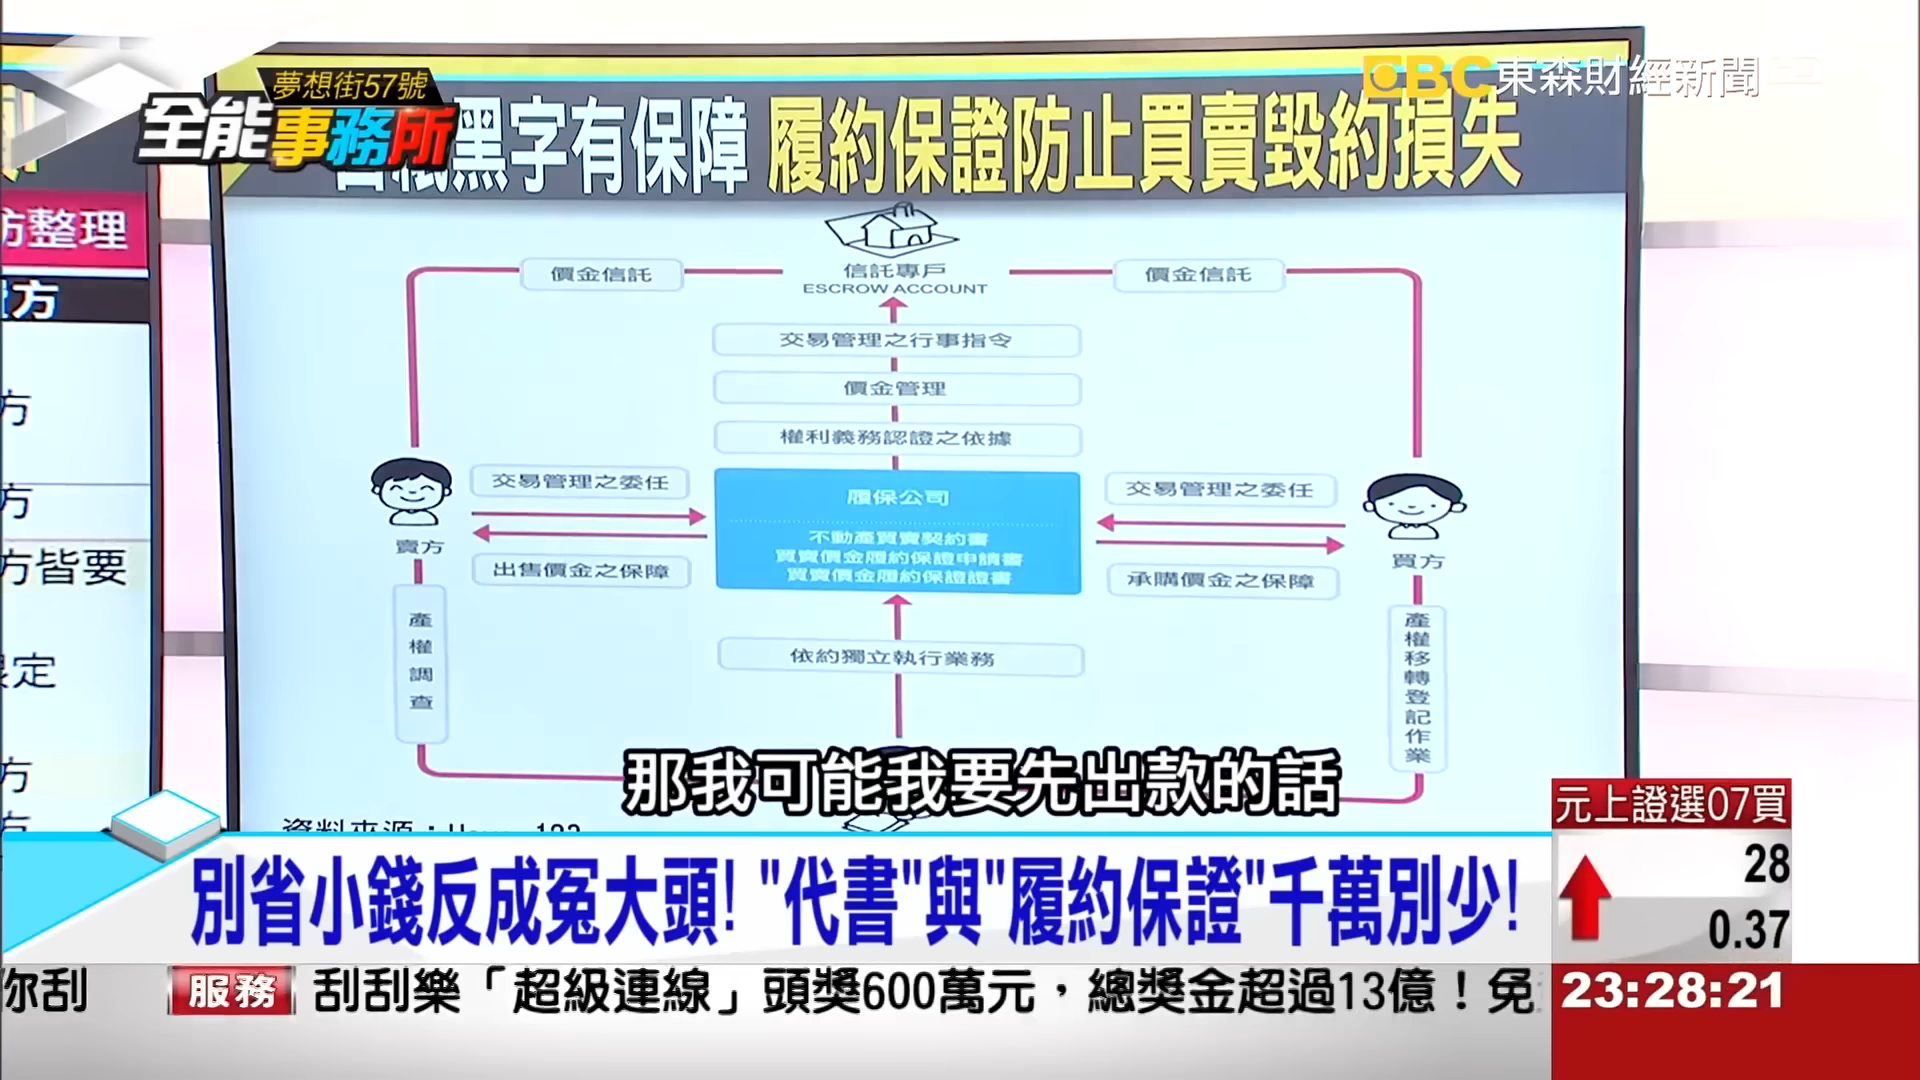 夢想街57號
全能事務所
EBC東森財經新聞
黑字有保障 履約保證防止買賣毀約損失
整理
方
方
方
方皆要
定
方
信託專戶
ESCROW ACCOUNT
價金信託
價金信託
交易管理之行事指令
價金管理
權利義務認證之依據
履保公司
不動產買賣契約書
買賣價金履約保證申請書
買賣價金履約保證證書
交易管理之委任
出售價金之保障
賣方
交易管理之委任
承購價金之保障
買方
產權調查
產權移轉登記作業
依約獨立執行業務
那我可能我要先出款的話
別省小錢反成冤大頭! "代書"與"履約保證"千萬別少!
元上證選07買
28
0.37
你刮 服務 刮刮樂「超級連線」頭獎600萬元，總獎金超過13億！免
23:28:21